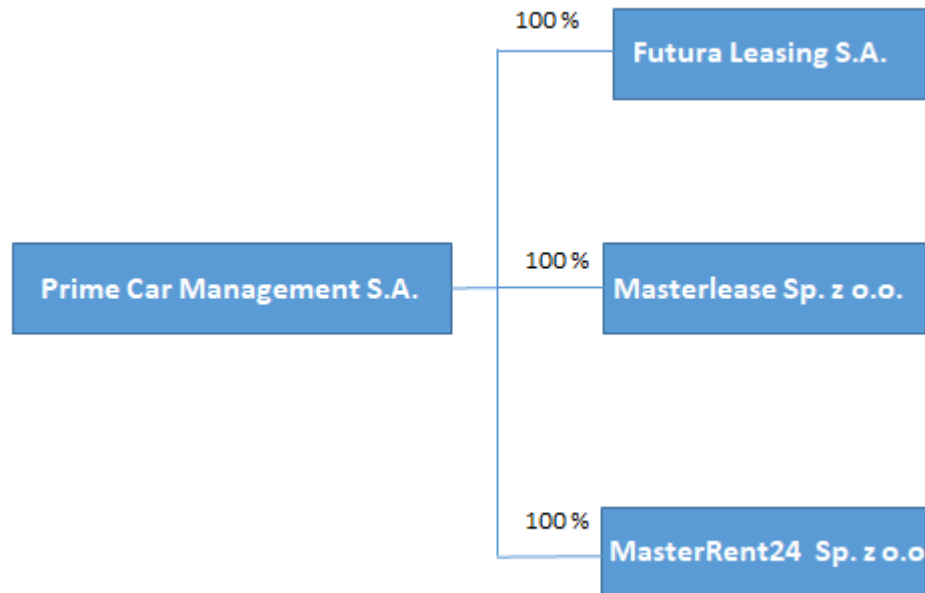 100 %
Futura Leasing S.A.
Prime Car Management S.A.
100 %
Masterlease Sp. z o.o.
100 %
MasterRent24 Sp. z o.o